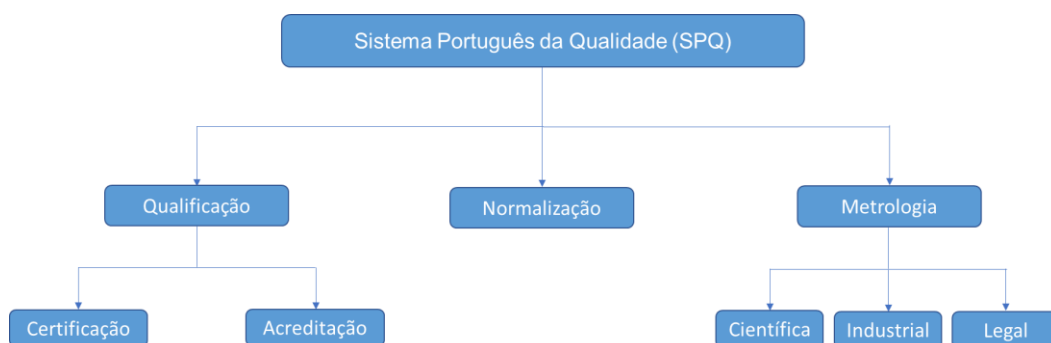 Sistema Português da Qualidade (SPQ)
Qualificação
Normalização
Metrologia
Certificação
Acreditação
Científica
Industrial
Legal